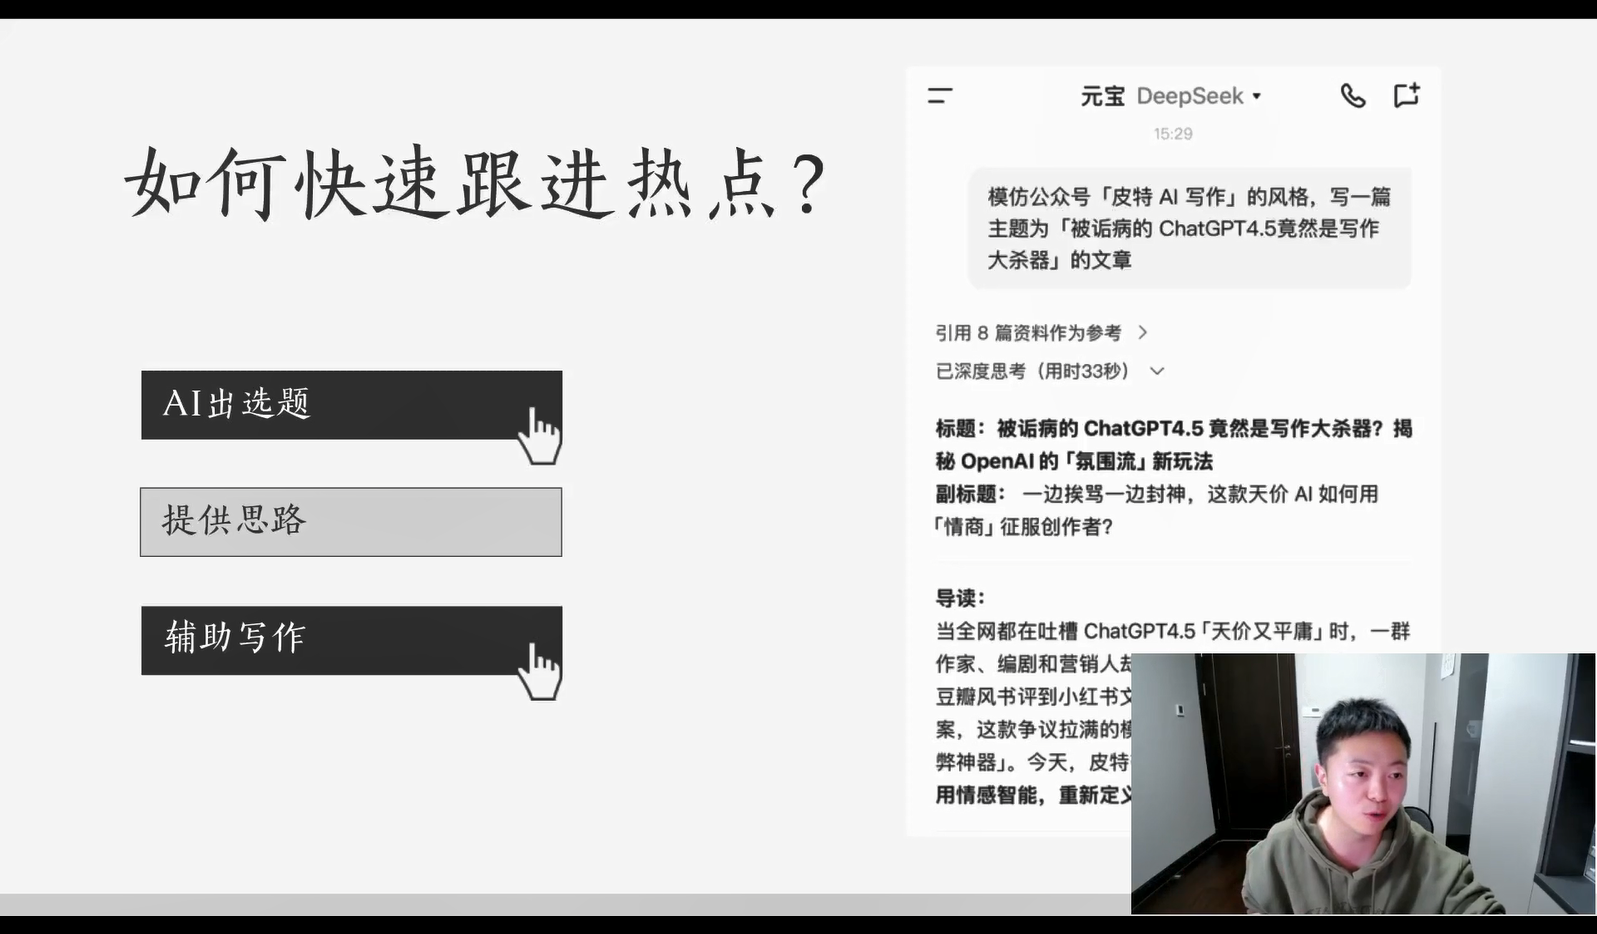 如何快速跟进热点？
AI出选题
提供思路
辅助写作
元宝 DeepSeek
15:29
模仿公众号「皮特 AI 写作」的风格，写一篇
主题为「被诟病的 ChatGPT4.5竟然是写作
大杀器」的文章
引用 8 篇资料作为参考
已深度思考（用时33秒）
标题：被诟病的 ChatGPT4.5 竟然是写作大杀器？揭
秘 OpenAI 的「氛围流」新玩法
副标题： 一边挨骂一边封神，这款天价 AI 如何用
「情商」征服创作者？
导读：
当全网都在吐槽 ChatGPT4.5「天价又平庸」时，一群
作家、编剧和营销人
豆瓣风书评到小红书文
案，这款争议拉满的
弊神器」。今天，皮特
用情感智能，重新定义